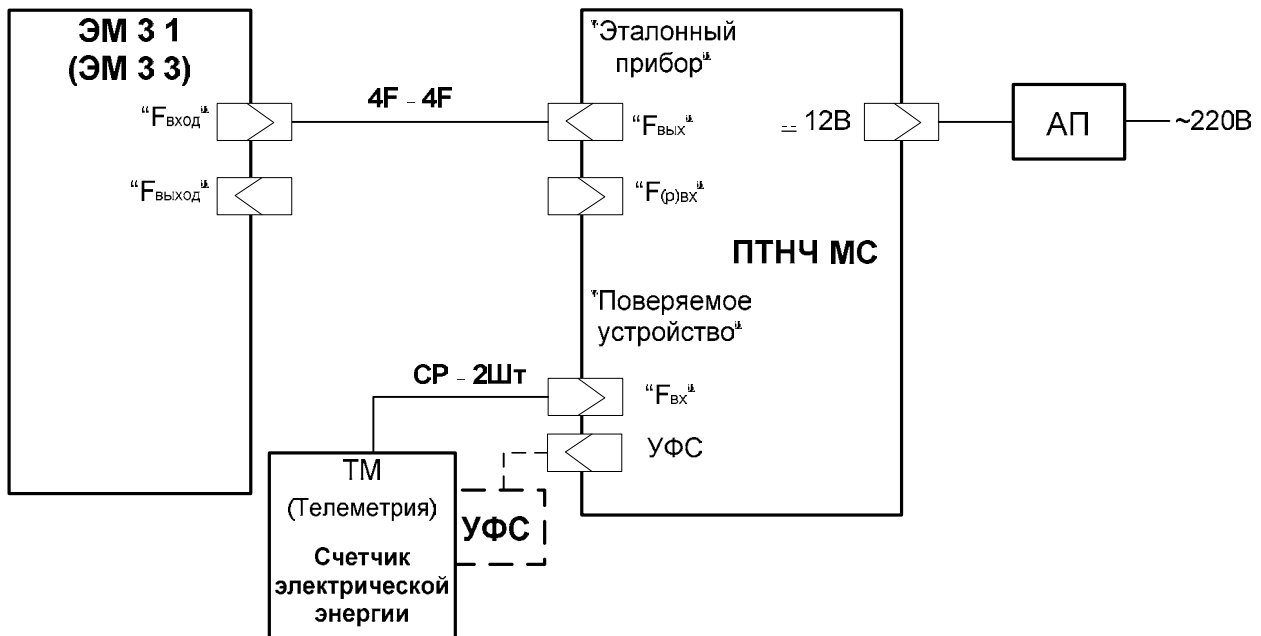 ЭМ 3 1
(ЭМ 3 3)
“Fвход“
4F - 4F
“Fвыход“
“Эталонный
прибор“
“Fвых“
“F(р)вх“
= 12В
АП
~220В
ПТНЧ МС
“Поверяемое
устройство“
СР - 2Шт
“Fвх“
УФС
ТМ
(Телеметрия)
УФС
Счетчик
электрической
энергии